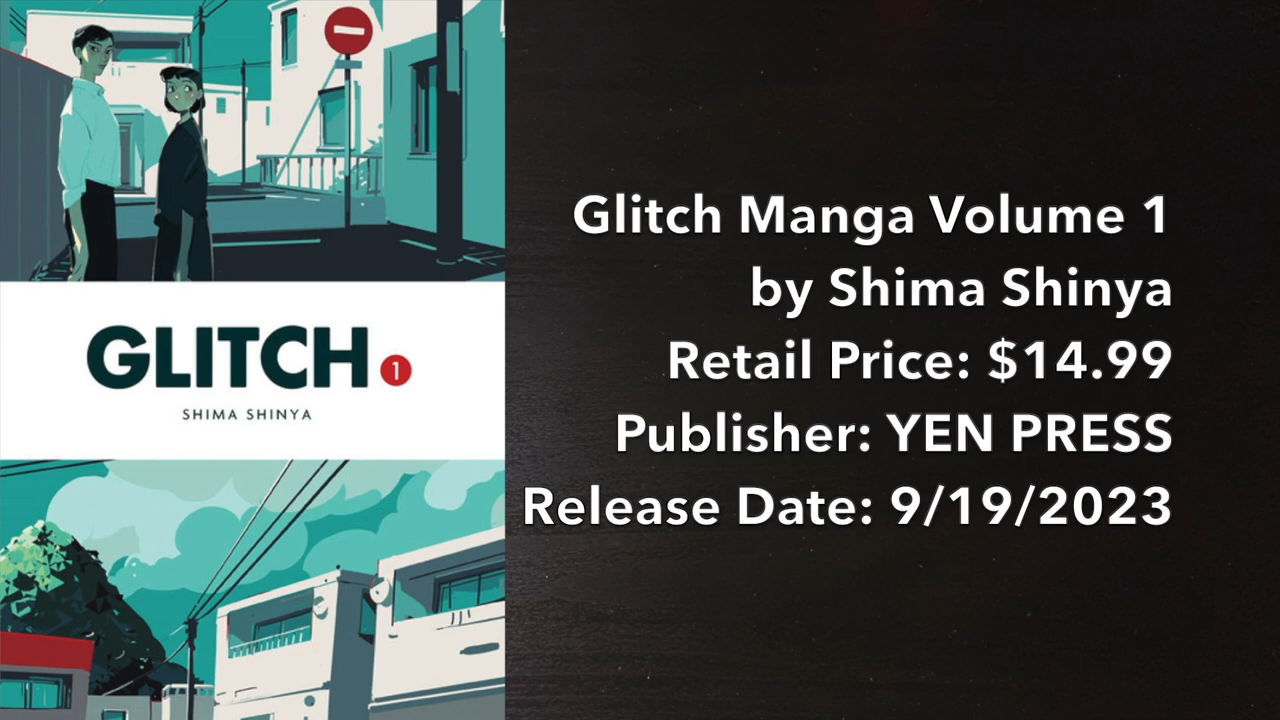 GLITCH 1
SHIMA SHINYA
Glitch Manga Volume 1
by Shima Shinya
Retail Price: $14.99
Publisher: YEN PRESS
Release Date: 9/19/2023